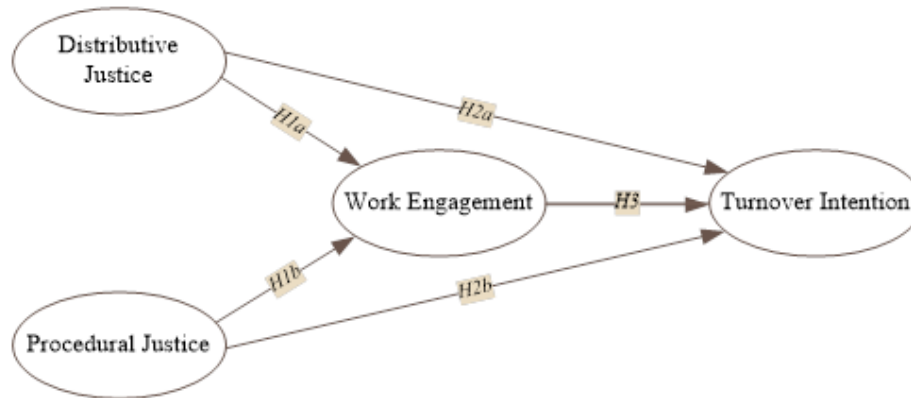 Distributive
Justice
H1a
H2a
Work Engagement
H3
Turnover Intention
H1b
H2b
Procedural Justice